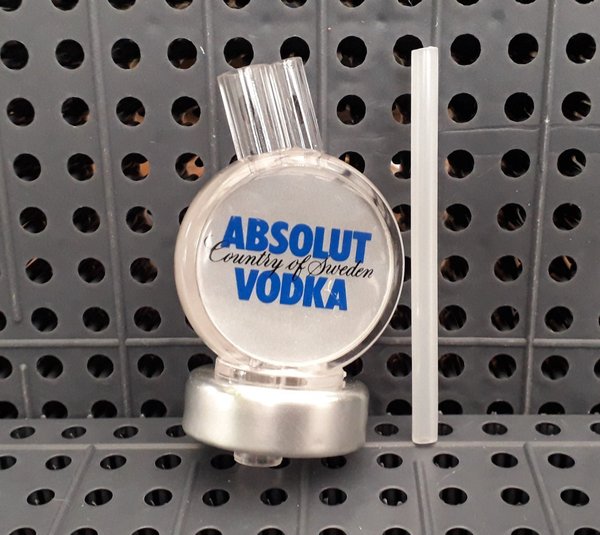 ABSOLUT
Country of Sweden
VODKA